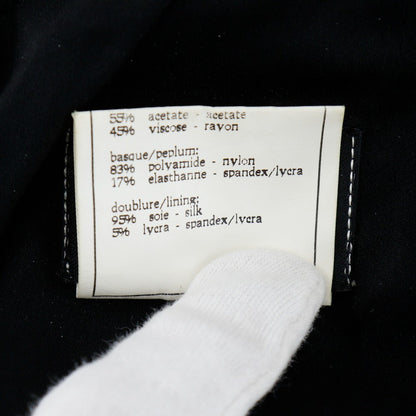 55% acetate - acetate
45% viscose - rayon
basque/peplum:
83% polyamide - nylon
17% elasthanne - spandex/lycra
doublure/lining:
95% soie - silk
5% lycra - spandex/lycra